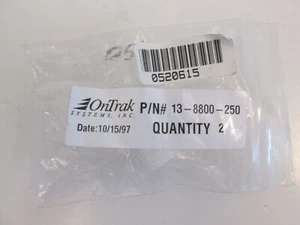 0520615
OnTrak P/N# 13-8800-250
SYSTEMS, INC.
Date:10/15/97 QUANTITY 2